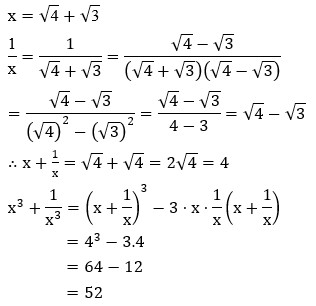 x = √4 + √3
1/x = 1/(√4 + √3) = (√4 − √3)/((√4 + √3)(√4 − √3))
= (√4 − √3)/((√4)² − (√3)²) = (√4 − √3)/(4 − 3) = √4 − √3
∴ x + 1/x = √4 + √4 = 2√4 = 4
x³ + 1/x³ = (x + 1/x)³ − 3 · x · 1/x (x + 1/x)
= 4³ − 3.4
= 64 − 12
= 52